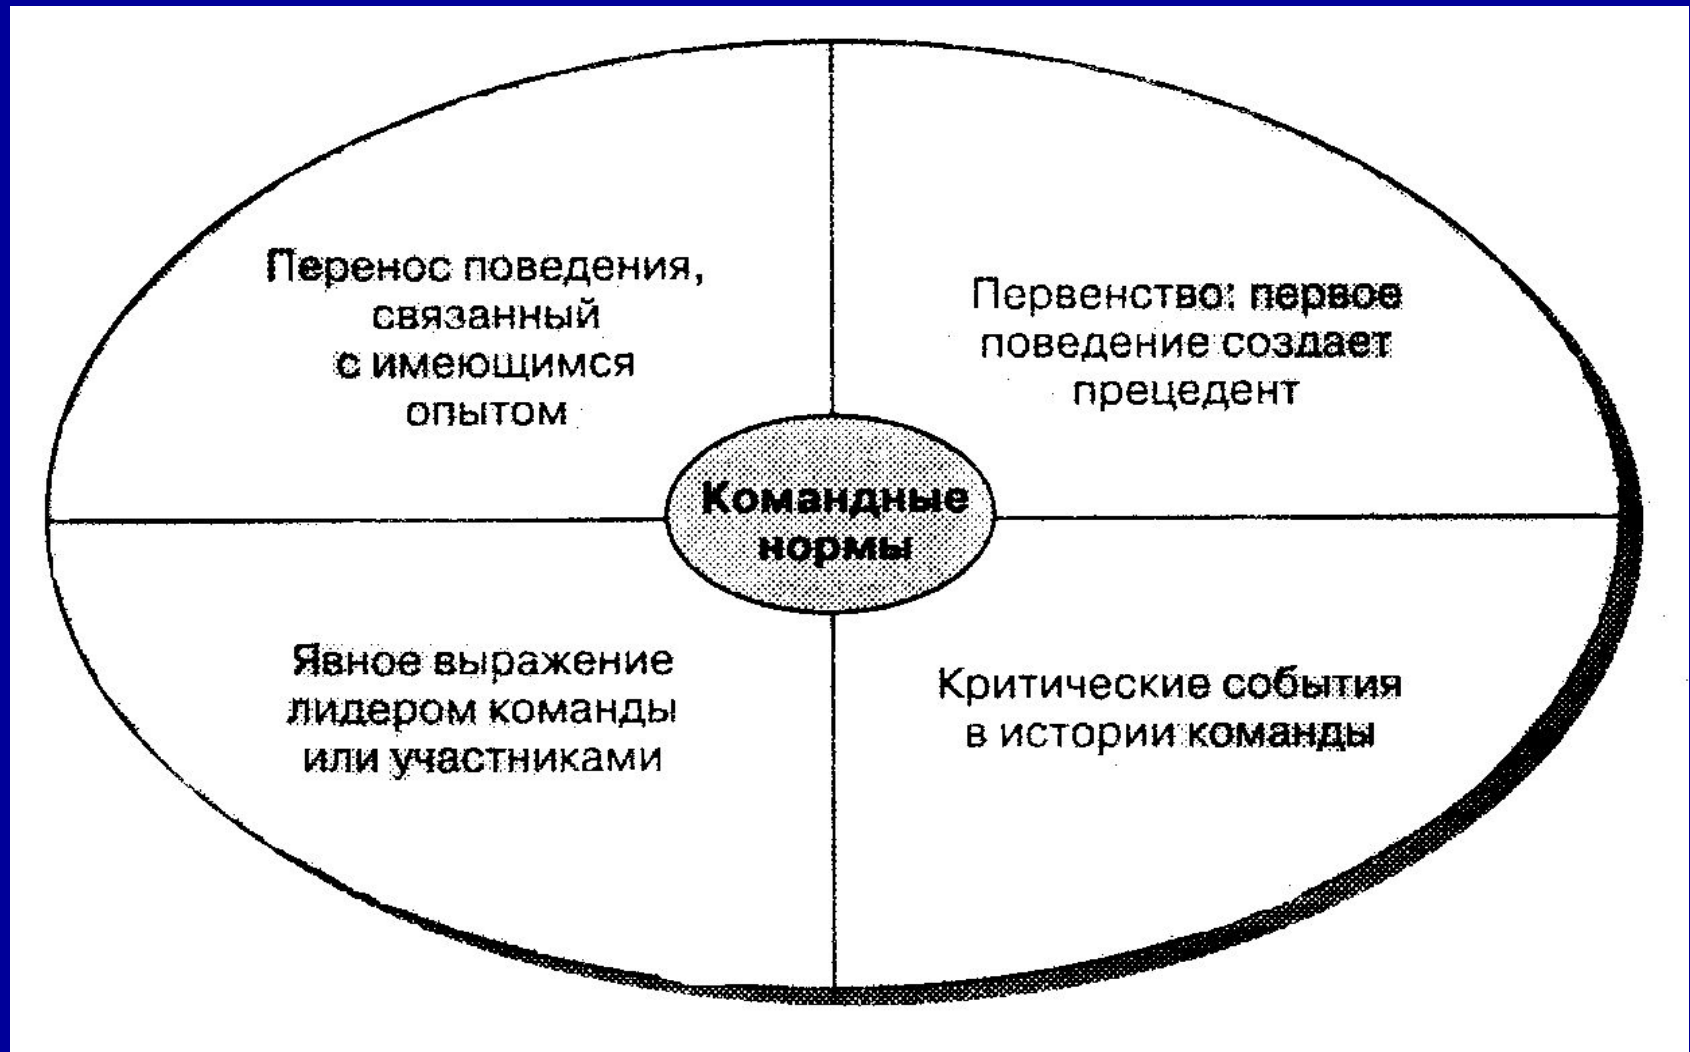 Перенос поведения,
связанный
с имеющимся
опытом
Первенство: первое
поведение создает
прецедент
Командные
нормы
Явное выражение
лидером команды
или участниками
Критические события
в истории команды